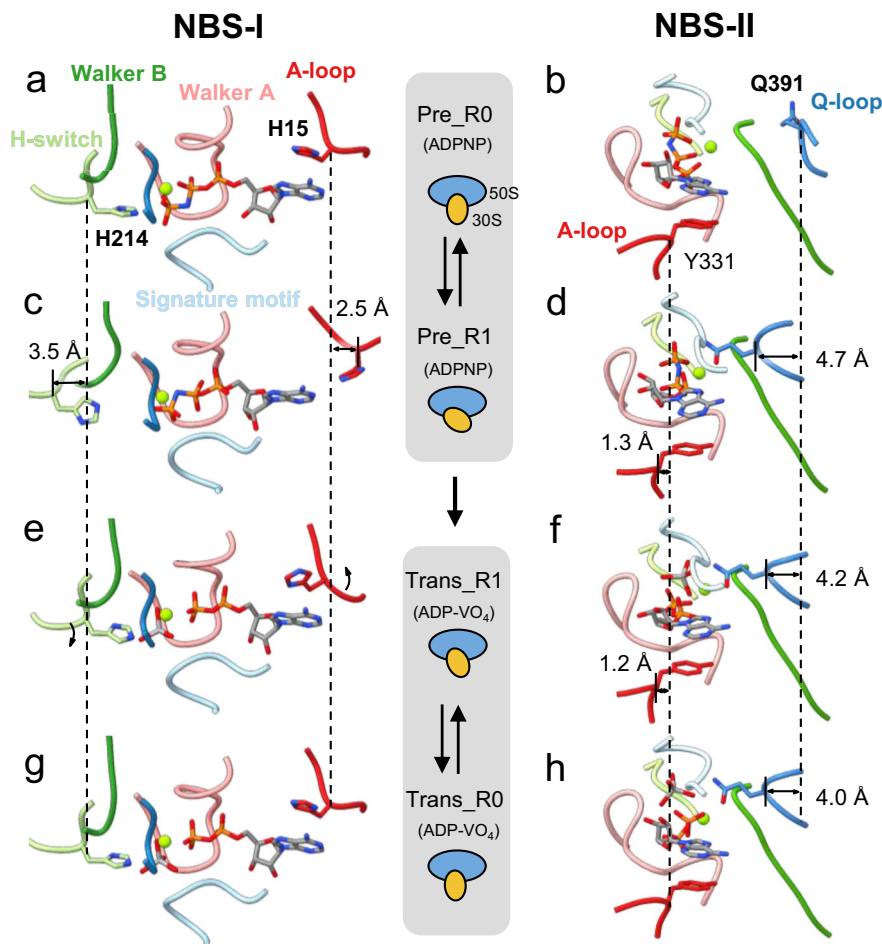 NBS-I
NBS-II
a
Walker B
Walker A
A-loop
H-switch
H15
H214
Signature motif
Pre_R0
(ADPNP)
50S
30S
b
Q391
Q-loop
A-loop
Y331
c
3.5 Å
2.5 Å
Pre_R1
(ADPNP)
d
4.7 Å
1.3 Å
e
Trans_R1
(ADP-VO₄)
f
4.2 Å
1.2 Å
g
Trans_R0
(ADP-VO₄)
h
4.0 Å